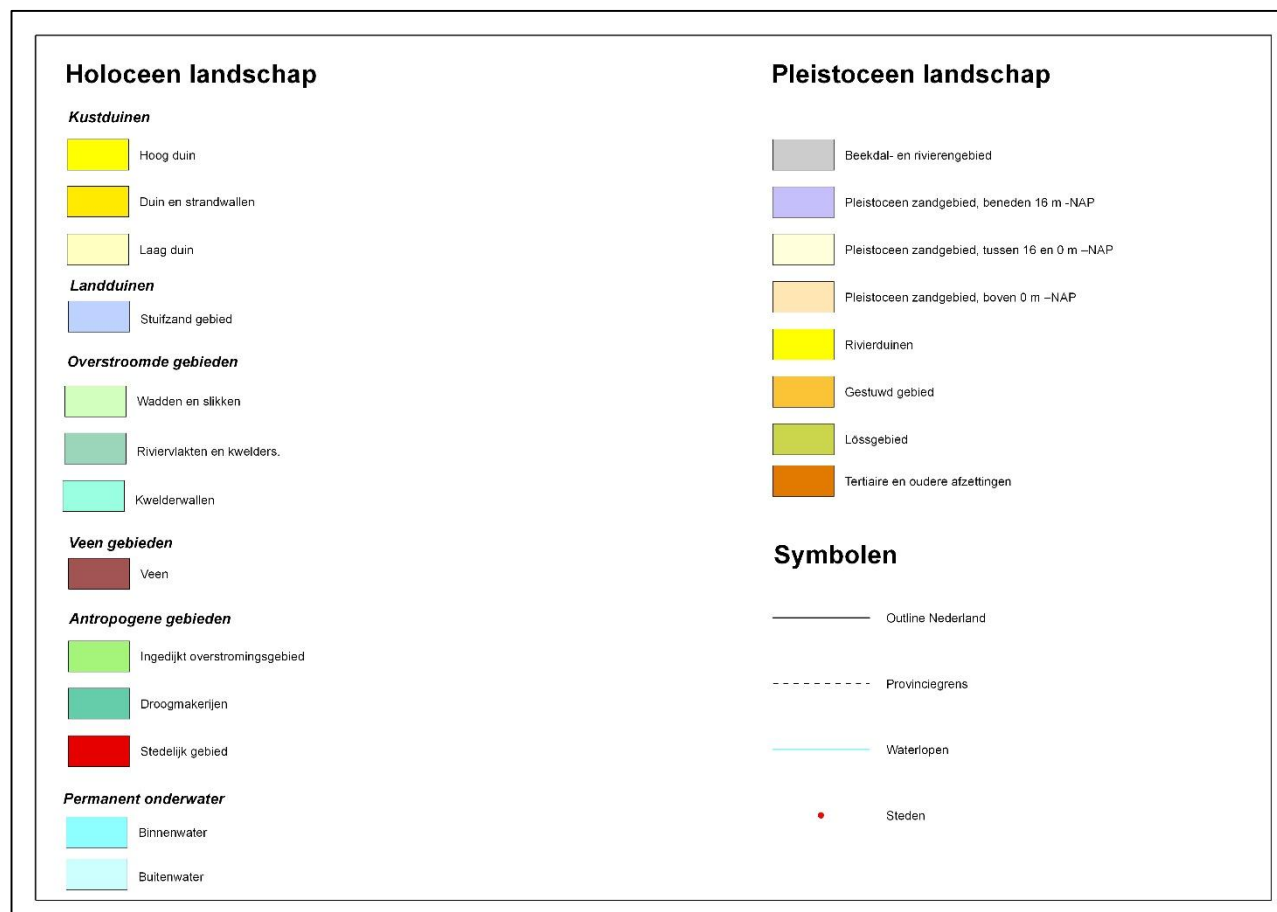 Holoceen landschap
Kustduinen
Hoog duin
Duin en strandwallen
Laag duin
Landduinen
Stuifzand gebied
Overstroomde gebieden
Wadden en slikken
Riviervlakten en kwelders.
Kwelderwallen
Veen gebieden
Veen
Antropogene gebieden
Ingedijkt overstromingsgebied
Droogmakerijen
Stedelijk gebied
Permanent onderwater
Binnenwater
Buitenwater
Pleistoceen landschap
Beekdal- en rivierengebied
Pleistoceen zandgebied, beneden 16 m -NAP
Pleistoceen zandgebied, tussen 16 en 0 m –NAP
Pleistoceen zandgebied, boven 0 m –NAP
Rivierduinen
Gestuwd gebied
Lössgebied
Tertiaire en oudere afzettingen
Symbolen
Outline Nederland
Provinciegrens
Waterlopen
Steden